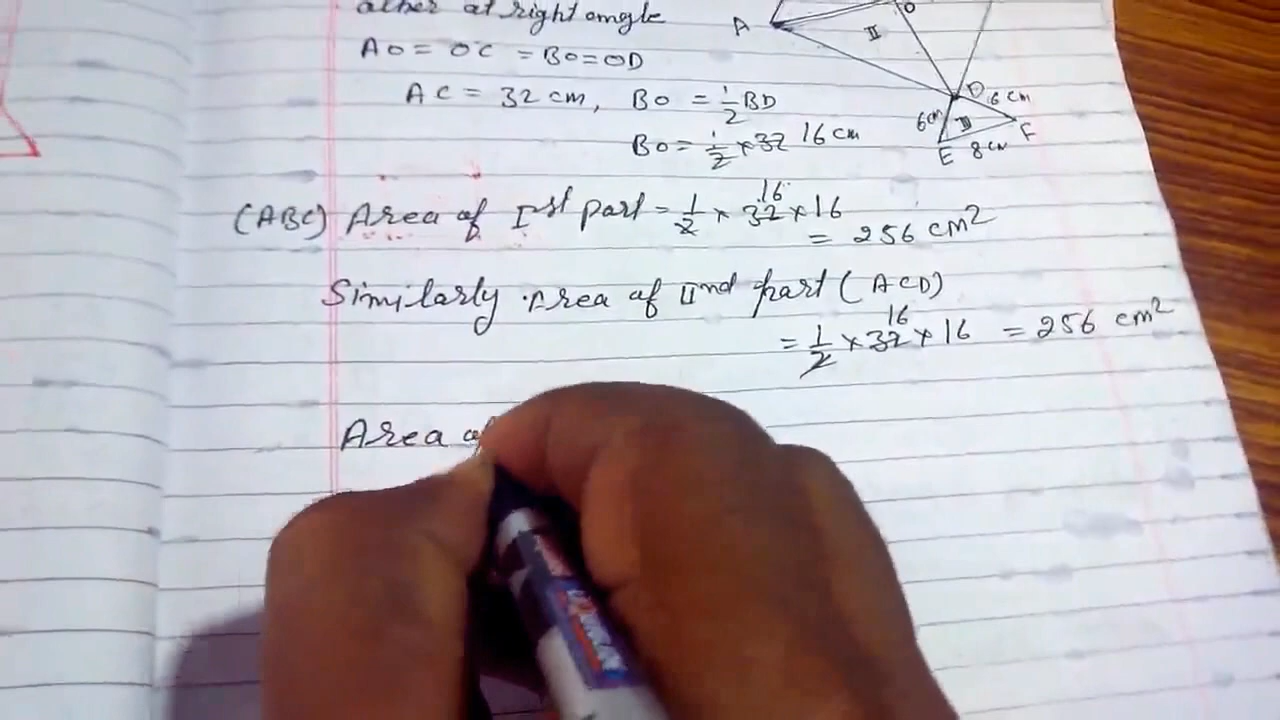 other at right angle
AO = OC = BO = OD
AC = 32 cm, BO = 1/2 BD
BO = 1/2 × 32 16 cm
A
O
II
D
6 cm
6 cm
III
E
8 cm
F
(ABC) Area of Ist part = 1/2 × 32 16 × 16
= 256 cm²
Similarly Area of IInd part (ACD)
= 1/2 × 32 16 × 16 = 256 cm²
Area of